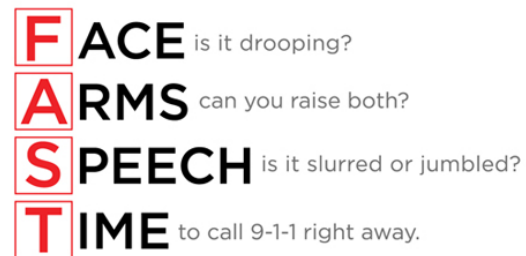 FACE is it drooping?
ARMS can you raise both?
SPEECH is it slurred or jumbled?
TIME to call 9-1-1 right away.